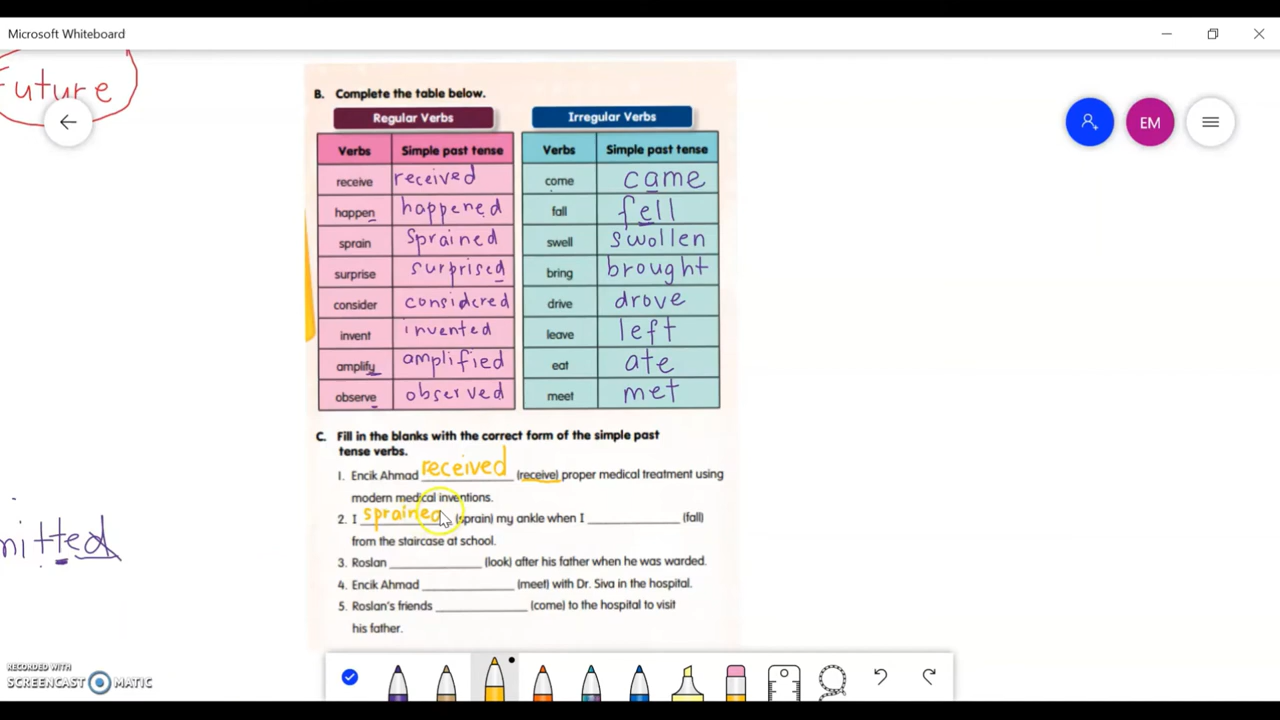 Microsoft Whiteboard
Future
B. Complete the table below.
Regular Verbs
Verbs Simple past tense
receive received
happen happened
sprain sprained
surprise surprised
consider considered
invent invented
amplify amplified
observe observed
Irregular Verbs
Verbs Simple past tense
come came
fall fell
swell swollen
bring brought
drive drove
leave left
eat ate
meet met
C. Fill in the blanks with the correct form of the simple past
tense verbs.
1. Encik Ahmad received (receive) proper medical treatment using
modern medical inventions.
2. I sprained (sprain) my ankle when I ____________ (fall)
from the staircase at school.
3. Roslan ____________ (look) after his father when he was warded.
4. Encik Ahmad ____________ (meet) with Dr. Siva in the hospital.
5. Roslan's friends ____________ (come) to the hospital to visit
his father.
EM
RECORDED WITH
SCREENCAST MATIC